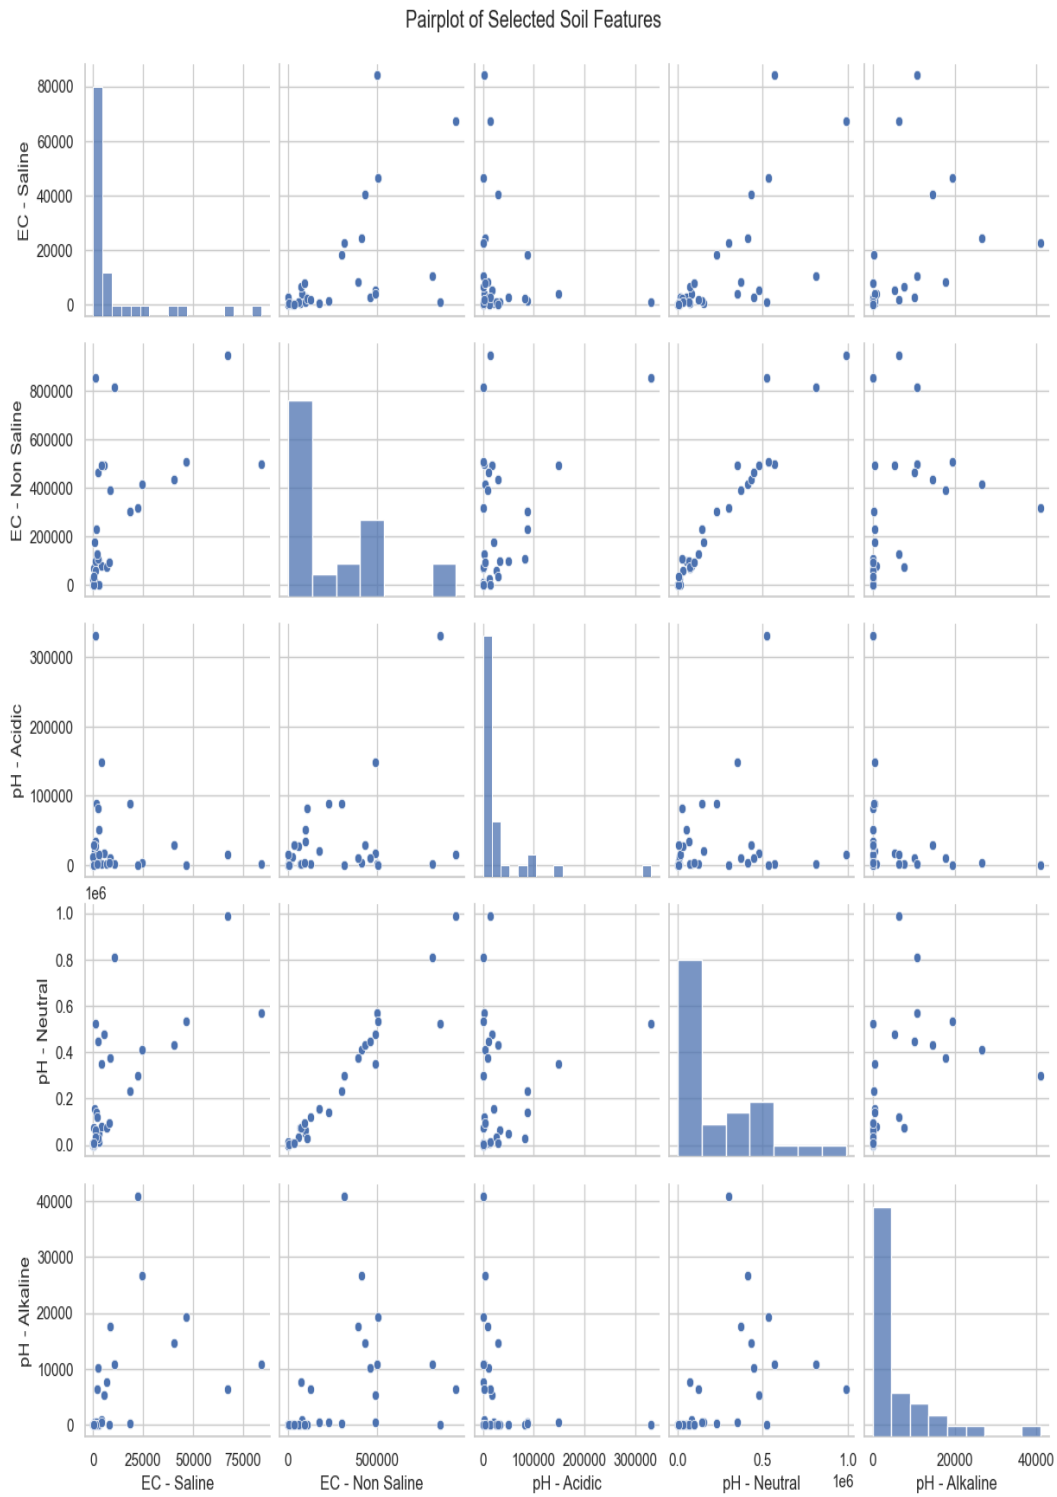 Pairplot of Selected Soil Features
80000
60000
40000
20000
0
EC - Saline
800000
600000
400000
200000
0
EC - Non Saline
300000
200000
100000
0
pH - Acidic
1e6
1.0
0.8
0.6
0.4
0.2
0.0
pH - Neutral
40000
30000
20000
10000
0
pH - Alkaline
0 25000 50000 75000
EC - Saline
0 500000
EC - Non Saline
0 100000 200000 300000
pH - Acidic
0.0 0.5 1.0
1e6
pH - Neutral
0 20000 40000
pH - Alkaline